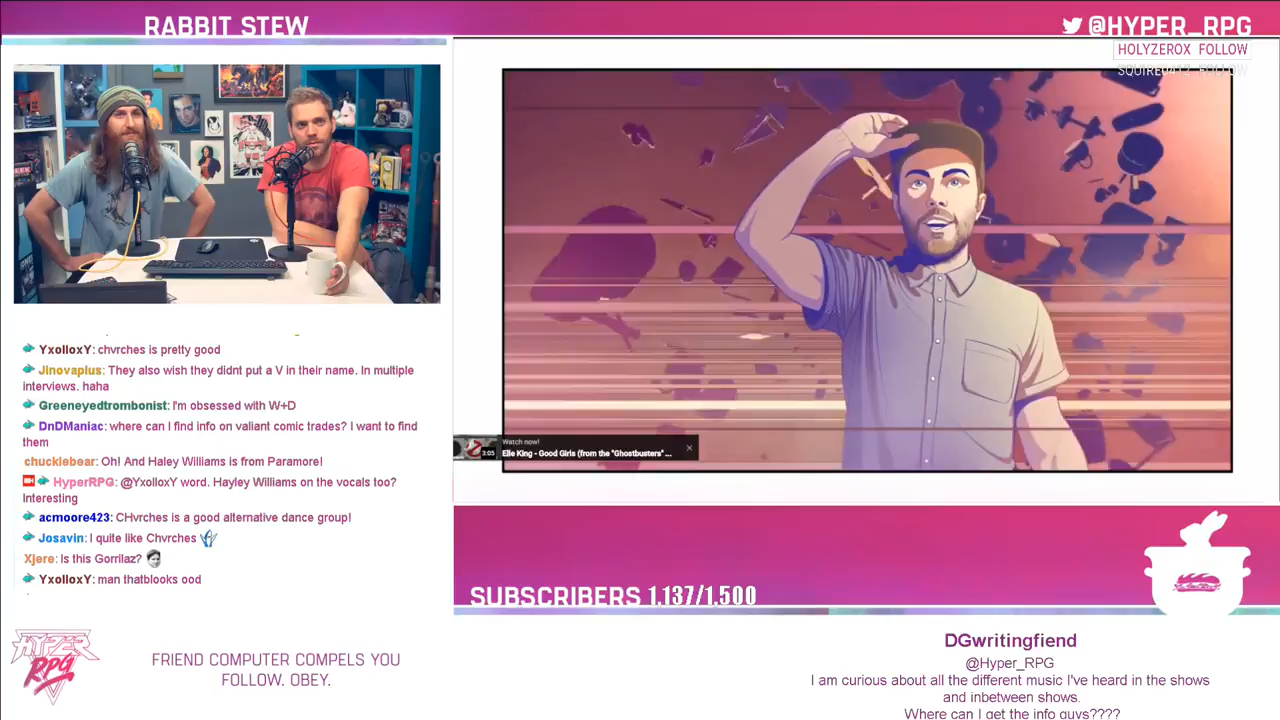 RABBIT STEW
@HYPER_RPG
HOLYZEROX FOLLOW
SQUIRE0412 FOLLOW
3:05
Watch now!
Elle King - Good Girls (from the "Ghostbusters" ...
YxolloxY: chvrches is pretty good
Jinovaplus: They also wish they didnt put a V in their name. In multiple
interviews. haha
Greeneyedtrombonist: I'm obsessed with W+D
DnDManiac: where can I find info on valiant comic trades? I want to find
them
chucklebear: Oh! And Haley Williams is from Paramore!
HyperRPG: @YxolloxY word. Hayley Williams on the vocals too?
Interesting
acmoore423: CHvrches is a good alternative dance group!
Josavin: I quite like Chvrches
Xjere: Is this Gorrilaz?
YxolloxY: man thatblooks ood
SUBSCRIBERS 1,137/1,500
HYPER
RPG
FRIEND COMPUTER COMPELS YOU
FOLLOW. OBEY.
DGwritingfiend
@Hyper_RPG
I am curious about all the different music I've heard in the shows
and inbetween shows.
Where can I get the info guys????